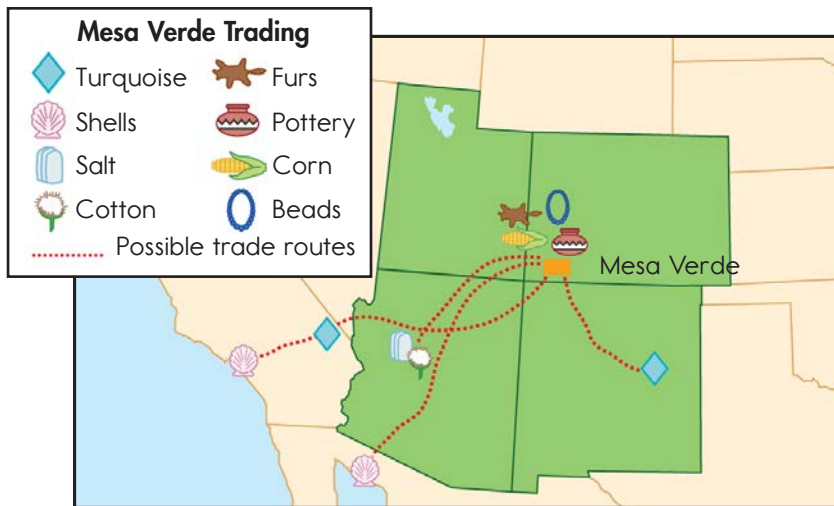 Mesa Verde Trading
Turquoise
Furs
Shells
Pottery
Salt
Corn
Cotton
Beads
Possible trade routes
Mesa Verde